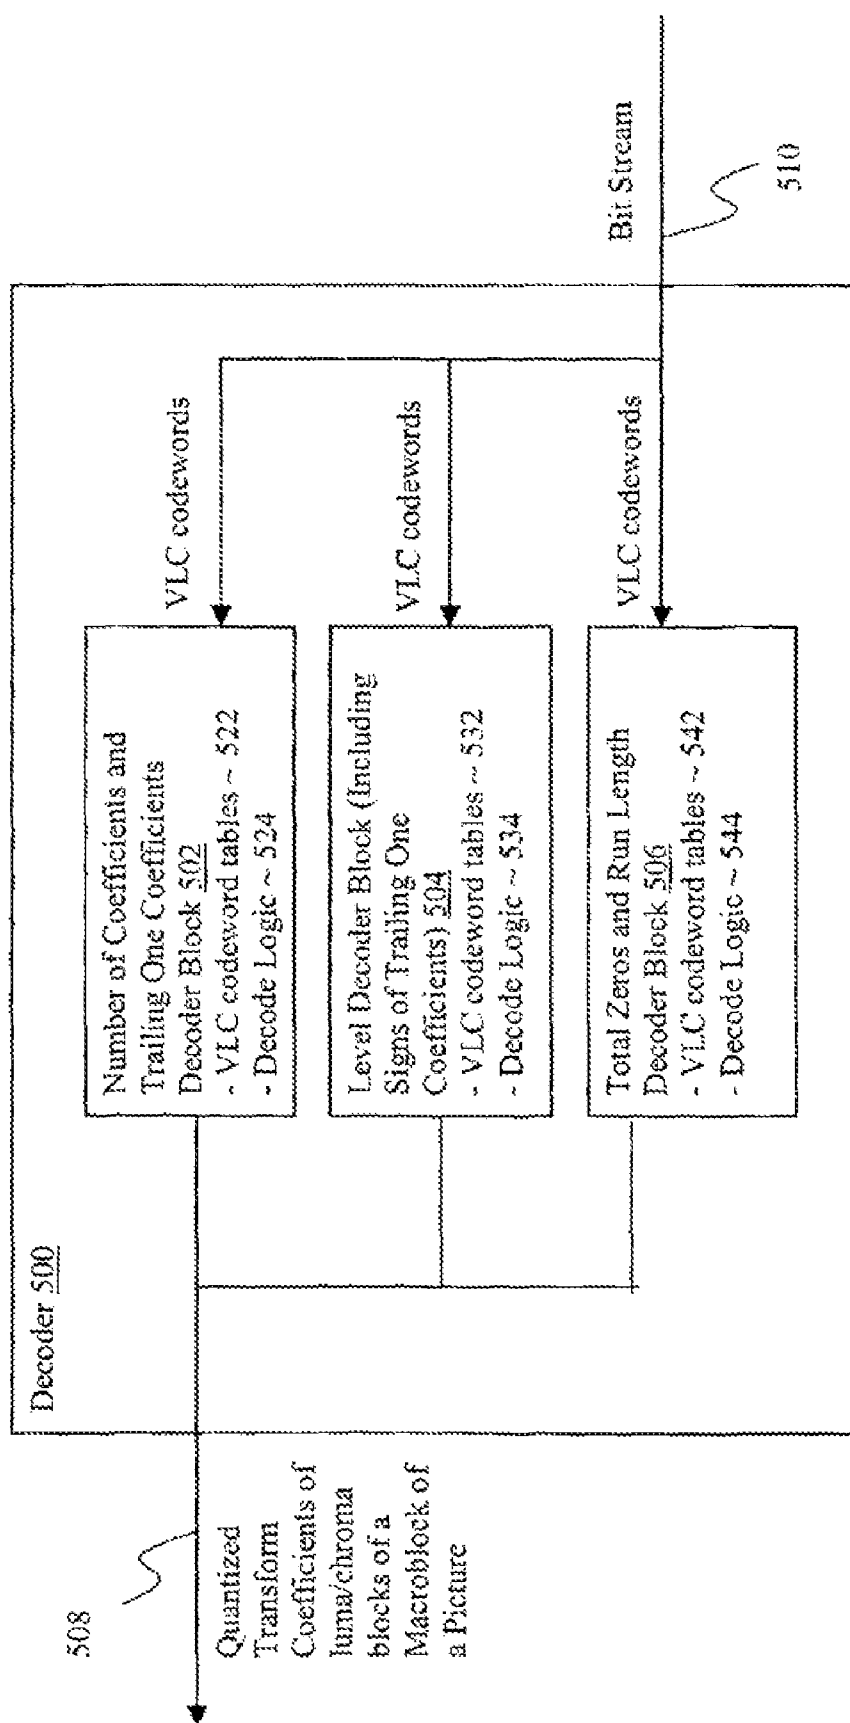 Decoder 500
Number of Coefficients and
Trailing One Coefficients
Decoder Block 502
- VLC codeword tables ~ 522
- Decode Logic ~ 524
VLC codewords
Level Decoder Block (Including
Signs of Trailing One
Coefficients) 504
- VLC codeword tables ~ 532
- Decode Logic ~ 534
VLC codewords
Total Zeros and Run Length
Decoder Block 506
- VLC codeword tables ~ 542
- Decode Logic ~ 544
VLC codewords
Bit Stream
510
508
Quantized
Transform
Coefficients of
luma/chroma
blocks of a
Macroblock of
a Picture